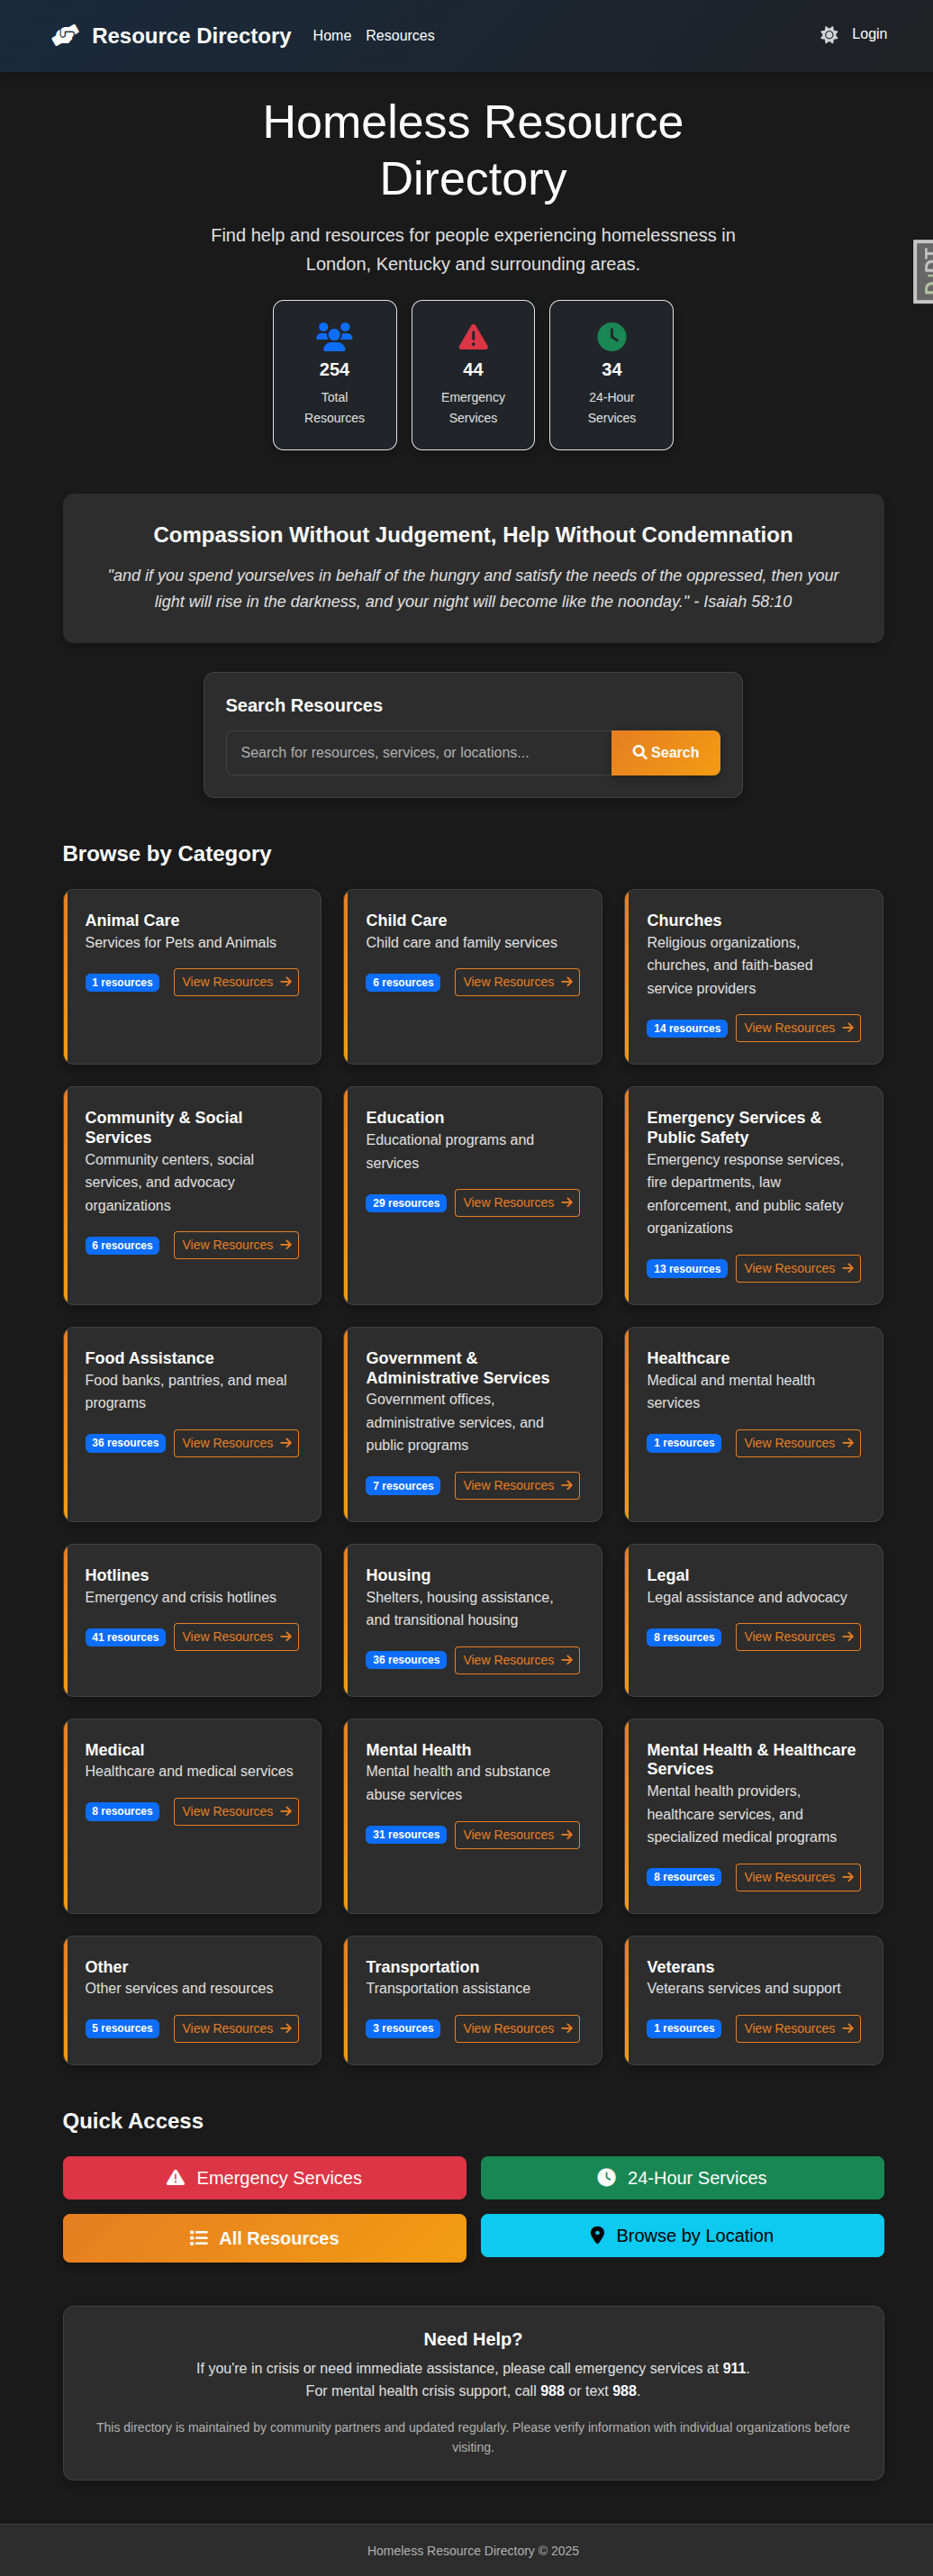 Resource Directory Home Resources Login
Homeless Resource
Directory
Find help and resources for people experiencing homelessness in
London, Kentucky and surrounding areas.
DJDT
254
Total
Resources
44
Emergency
Services
34
24-Hour
Services
Compassion Without Judgement, Help Without Condemnation
"and if you spend yourselves in behalf of the hungry and satisfy the needs of the oppressed, then your
light will rise in the darkness, and your night will become like the noonday." - Isaiah 58:10
Search Resources
Search for resources, services, or locations...
Search
Browse by Category
Animal Care
Services for Pets and Animals
1 resources View Resources
Child Care
Child care and family services
6 resources View Resources
Churches
Religious organizations,
churches, and faith-based
service providers
14 resources View Resources
Community & Social
Services
Community centers, social
services, and advocacy
organizations
6 resources View Resources
Education
Educational programs and
services
29 resources View Resources
Emergency Services &
Public Safety
Emergency response services,
fire departments, law
enforcement, and public safety
organizations
13 resources View Resources
Food Assistance
Food banks, pantries, and meal
programs
36 resources View Resources
Government &
Administrative Services
Government offices,
administrative services, and
public programs
7 resources View Resources
Healthcare
Medical and mental health
services
1 resources View Resources
Hotlines
Emergency and crisis hotlines
41 resources View Resources
Housing
Shelters, housing assistance,
and transitional housing
36 resources View Resources
Legal
Legal assistance and advocacy
8 resources View Resources
Medical
Healthcare and medical services
8 resources View Resources
Mental Health
Mental health and substance
abuse services
31 resources View Resources
Mental Health & Healthcare
Services
Mental health providers,
healthcare services, and
specialized medical programs
8 resources View Resources
Other
Other services and resources
5 resources View Resources
Transportation
Transportation assistance
3 resources View Resources
Veterans
Veterans services and support
1 resources View Resources
Quick Access
Emergency Services
24-Hour Services
All Resources
Browse by Location
Need Help?
If you're in crisis or need immediate assistance, please call emergency services at 911.
For mental health crisis support, call 988 or text 988.
This directory is maintained by community partners and updated regularly. Please verify information with individual organizations before
visiting.
Homeless Resource Directory © 2025